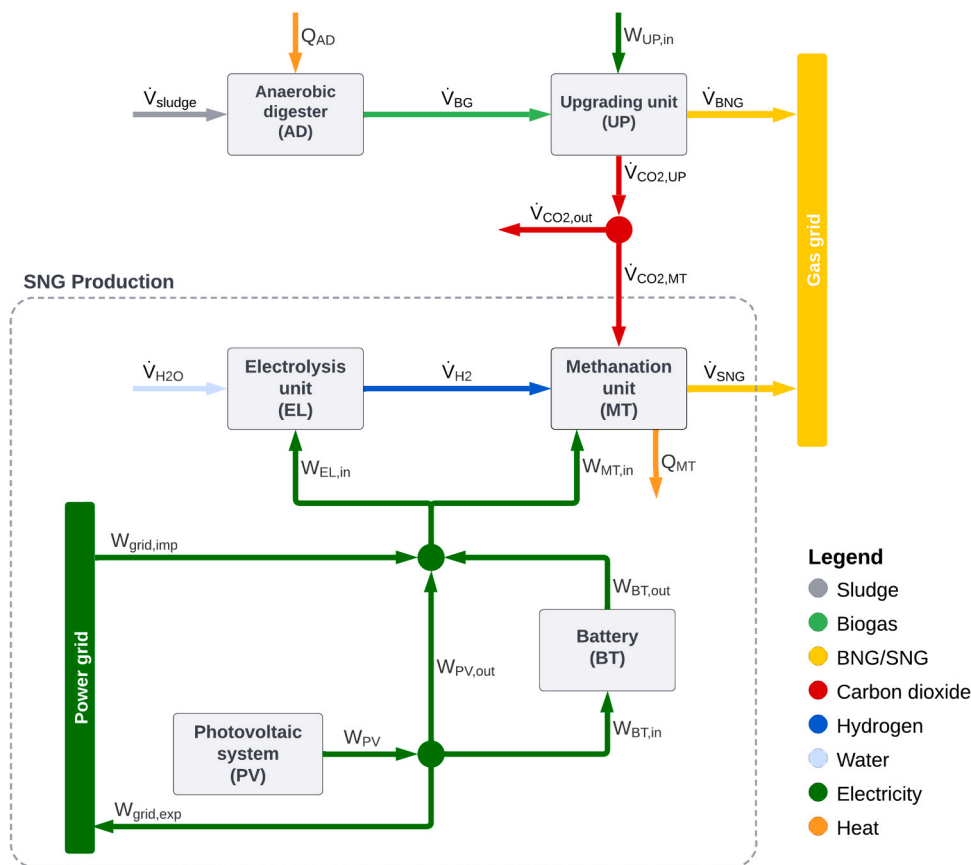 Q_AD
W_UP,in
V̇_sludge
Anaerobic
digester
(AD)
V̇_BG
Upgrading unit
(UP)
V̇_BNG
V̇_CO2,UP
V̇_CO2,out
V̇_CO2,MT
Gas grid
SNG Production
V̇_H2O
Electrolysis
unit
(EL)
V̇_H2
Methanation
unit
(MT)
V̇_SNG
W_EL,in
W_MT,in
Q_MT
W_grid,imp
Power grid
W_BT,out
Battery
(BT)
W_PV,out
W_BT,in
Photovoltaic
system
(PV)
W_PV
W_grid,exp
Legend
Sludge
Biogas
BNG/SNG
Carbon dioxide
Hydrogen
Water
Electricity
Heat